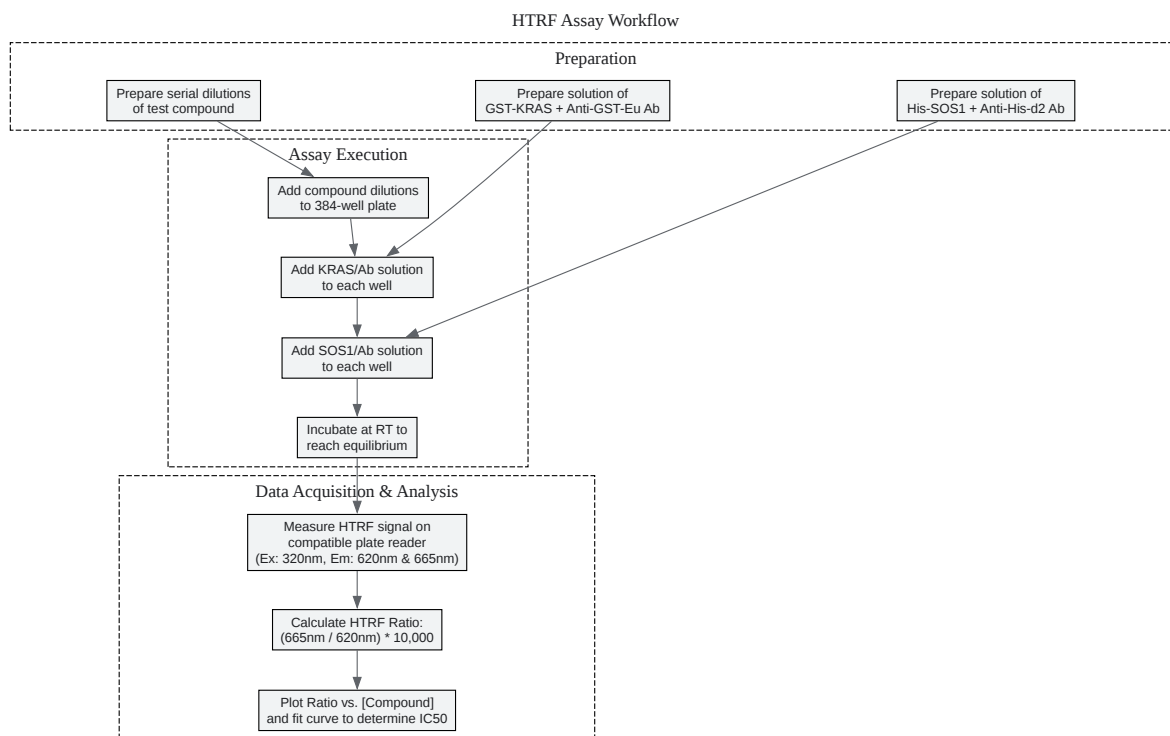 HTRF Assay Workflow
Preparation
Prepare serial dilutions
of test compound
Prepare solution of
GST-KRAS + Anti-GST-Eu Ab
Prepare solution of
His-SOS1 + Anti-His-d2 Ab
Assay Execution
Add compound dilutions
to 384-well plate
Add KRAS/Ab solution
to each well
Add SOS1/Ab solution
to each well
Incubate at RT to
reach equilibrium
Data Acquisition & Analysis
Measure HTRF signal on
compatible plate reader
(Ex: 320nm, Em: 620nm & 665nm)
Calculate HTRF Ratio:
(665nm / 620nm) * 10,000
Plot Ratio vs. [Compound]
and fit curve to determine IC50